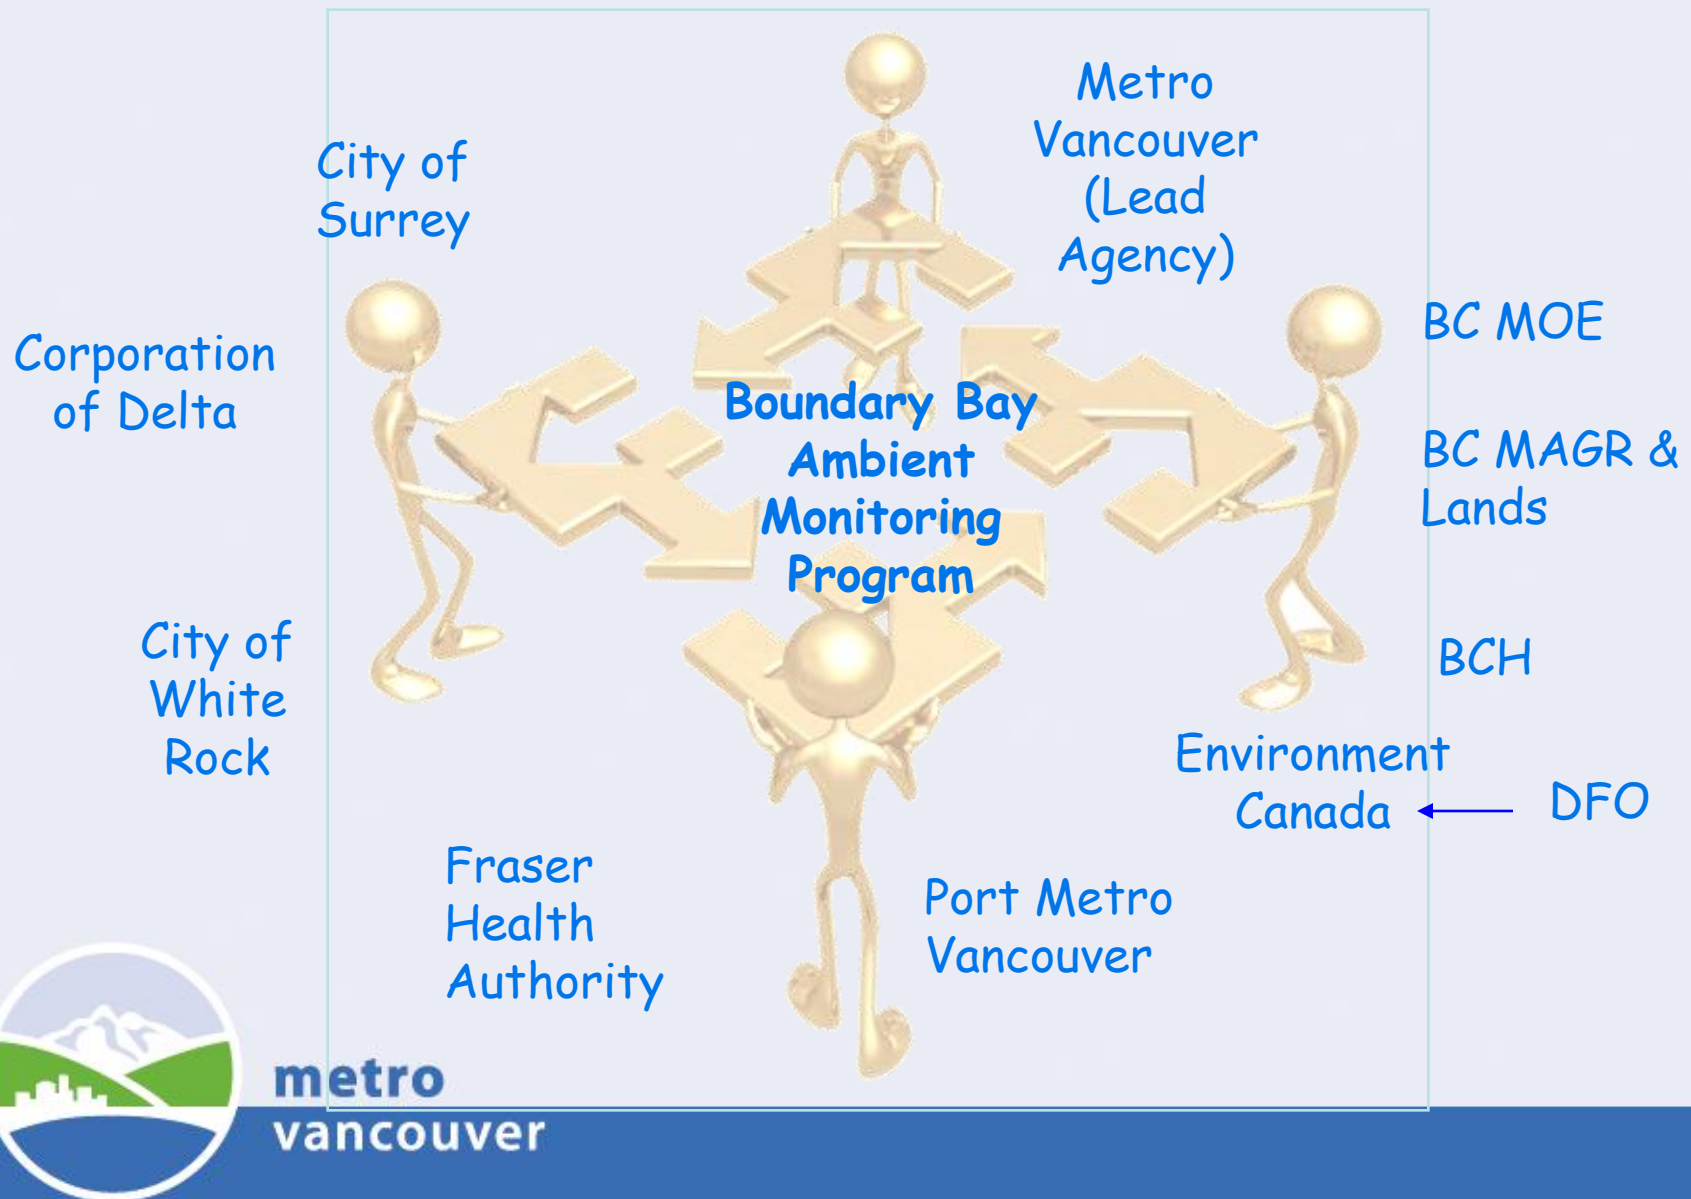 City of
Surrey
Metro
Vancouver
(Lead
Agency)
Corporation
of Delta
BC MOE
Boundary Bay
Ambient
Monitoring
Program
BC MAGR &
Lands
City of
White
Rock
BCH
Environment
Canada
DFO
Fraser
Health
Authority
Port Metro
Vancouver
metro
vancouver